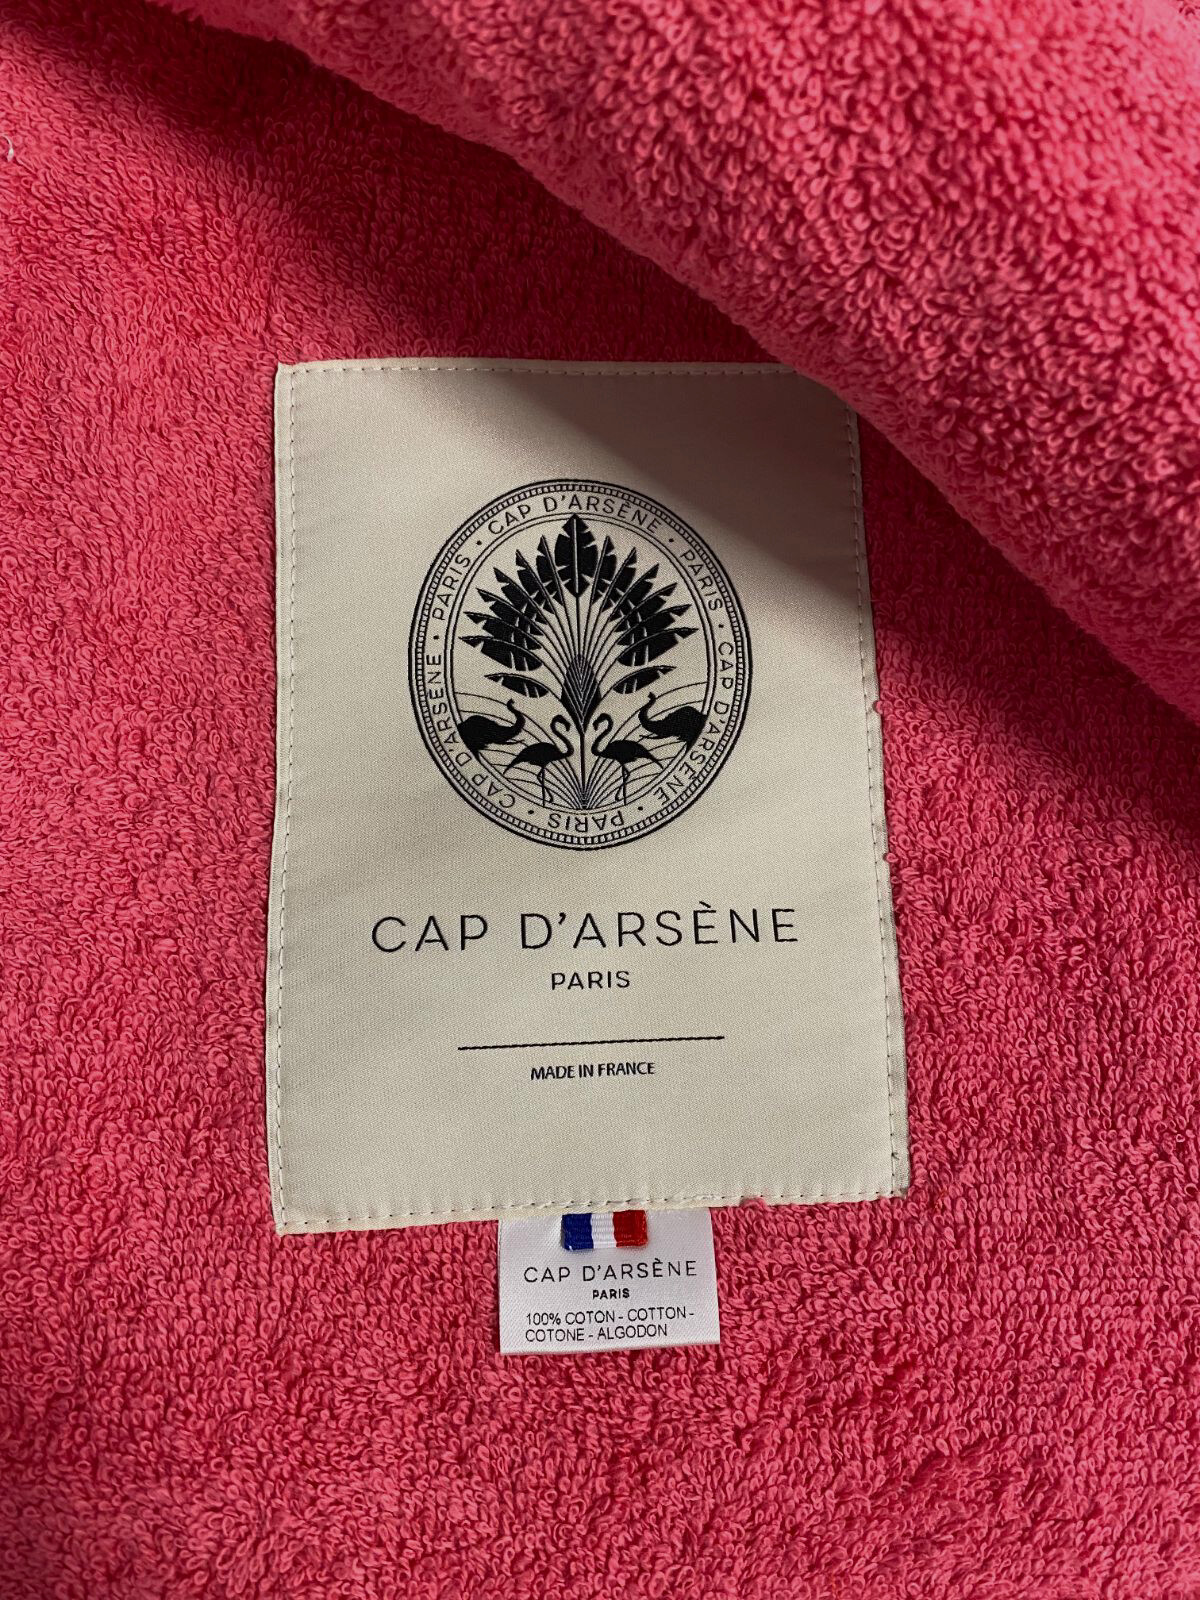 CAP D'ARSÈNE · PARIS · CAP D'ARSÈNE · PARIS · CAP D'ARSÈNE · PARIS ·
CAP D'ARSÈNE
PARIS
MADE IN FRANCE
CAP D'ARSÈNE
PARIS
100% COTON - COTTON -
COTONE - ALGODON